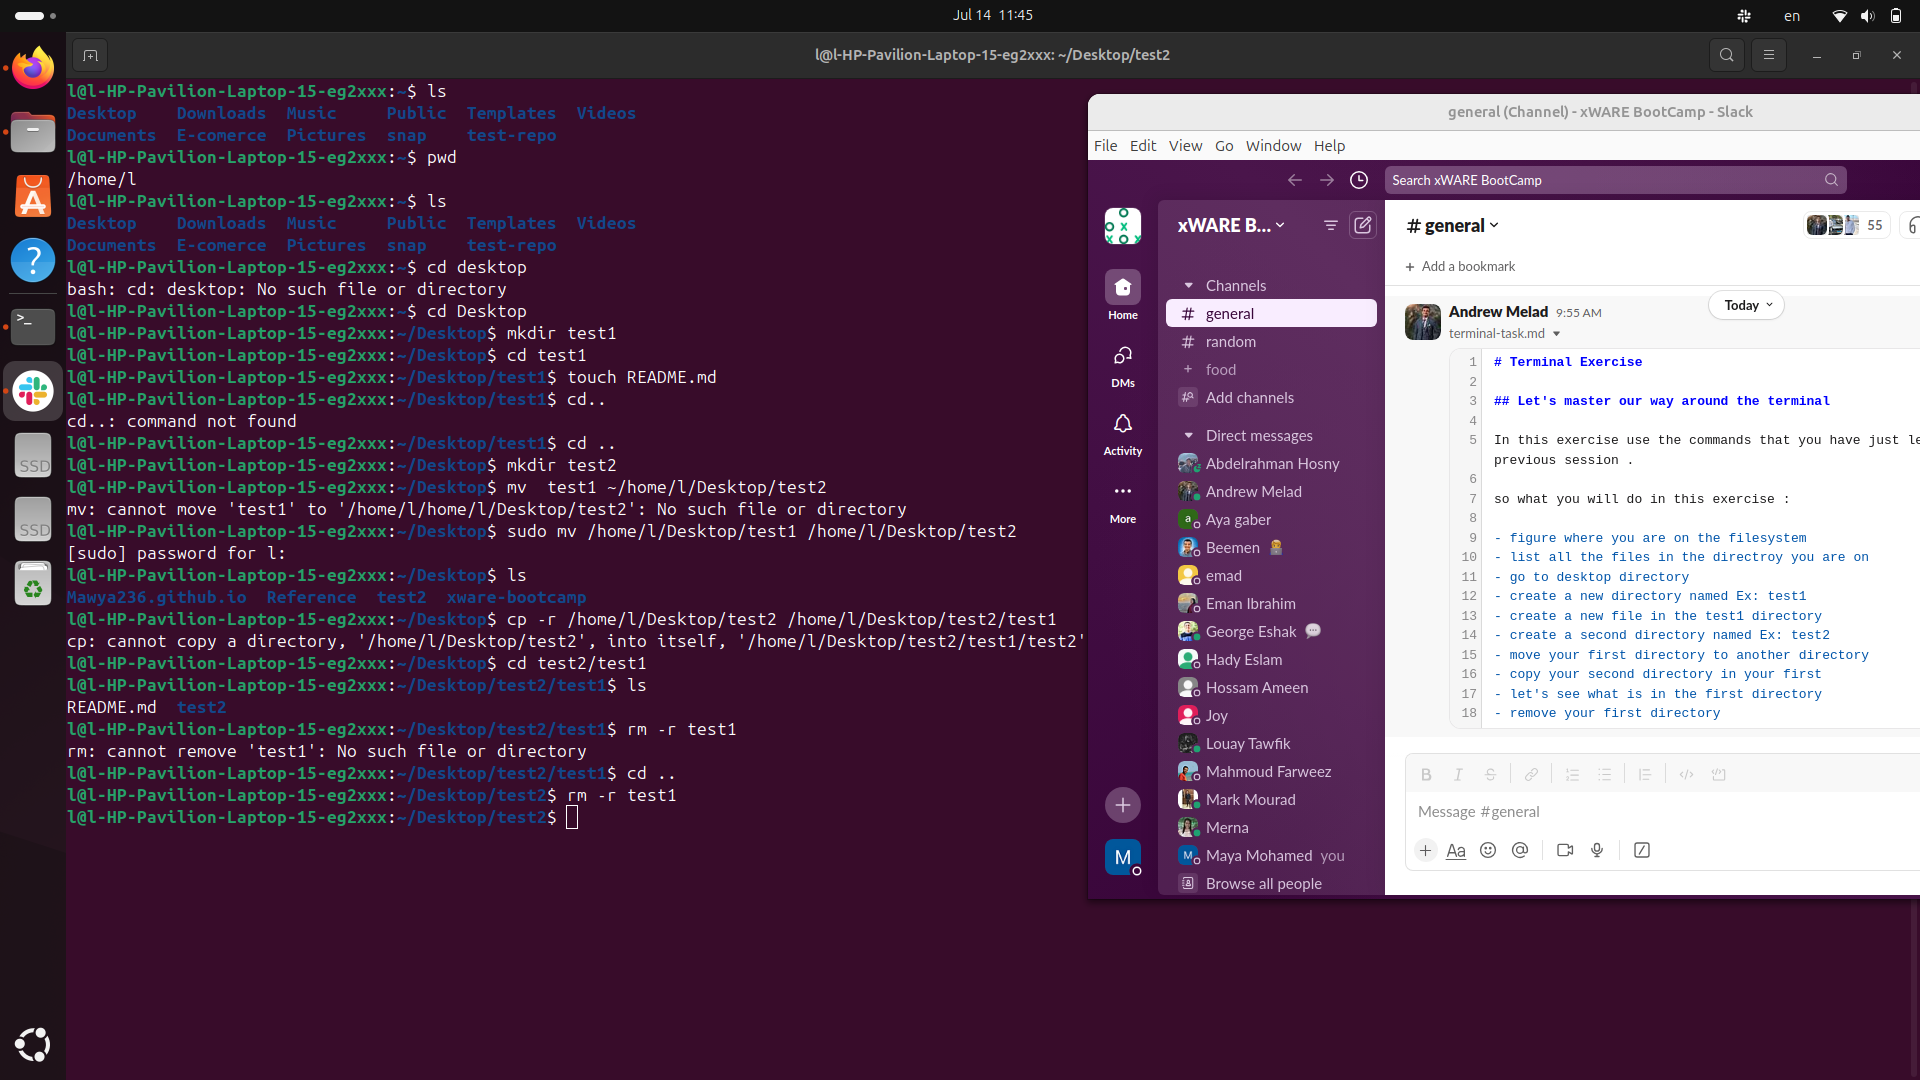 Jul 14 11:45
en
l@l-HP-Pavilion-Laptop-15-eg2xxx: ~/Desktop/test2
l@l-HP-Pavilion-Laptop-15-eg2xxx:~$ ls
Desktop Downloads Music Public Templates Videos
Documents E-comerce Pictures snap test-repo
l@l-HP-Pavilion-Laptop-15-eg2xxx:~$ pwd
/home/l
l@l-HP-Pavilion-Laptop-15-eg2xxx:~$ ls
Desktop Downloads Music Public Templates Videos
Documents E-comerce Pictures snap test-repo
l@l-HP-Pavilion-Laptop-15-eg2xxx:~$ cd desktop
bash: cd: desktop: No such file or directory
l@l-HP-Pavilion-Laptop-15-eg2xxx:~$ cd Desktop
l@l-HP-Pavilion-Laptop-15-eg2xxx:~/Desktop$ mkdir test1
l@l-HP-Pavilion-Laptop-15-eg2xxx:~/Desktop$ cd test1
l@l-HP-Pavilion-Laptop-15-eg2xxx:~/Desktop/test1$ touch README.md
l@l-HP-Pavilion-Laptop-15-eg2xxx:~/Desktop/test1$ cd..
cd..: command not found
l@l-HP-Pavilion-Laptop-15-eg2xxx:~/Desktop/test1$ cd ..
l@l-HP-Pavilion-Laptop-15-eg2xxx:~/Desktop$ mkdir test2
l@l-HP-Pavilion-Laptop-15-eg2xxx:~/Desktop$ mv  test1 ~/home/l/Desktop/test2
mv: cannot move 'test1' to '/home/l/home/l/Desktop/test2': No such file or directory
l@l-HP-Pavilion-Laptop-15-eg2xxx:~/Desktop$ sudo mv /home/l/Desktop/test1 /home/l/Desktop/test2
[sudo] password for l:
l@l-HP-Pavilion-Laptop-15-eg2xxx:~/Desktop$ ls
Mawya236.github.io Reference test2 xware-bootcamp
l@l-HP-Pavilion-Laptop-15-eg2xxx:~/Desktop$ cp -r /home/l/Desktop/test2 /home/l/Desktop/test2/test1
cp: cannot copy a directory, '/home/l/Desktop/test2', into itself, '/home/l/Desktop/test2/test1/test2'
l@l-HP-Pavilion-Laptop-15-eg2xxx:~/Desktop$ cd test2/test1
l@l-HP-Pavilion-Laptop-15-eg2xxx:~/Desktop/test2/test1$ ls
README.md test2
l@l-HP-Pavilion-Laptop-15-eg2xxx:~/Desktop/test2/test1$ rm -r test1
rm: cannot remove 'test1': No such file or directory
l@l-HP-Pavilion-Laptop-15-eg2xxx:~/Desktop/test2/test1$ cd ..
l@l-HP-Pavilion-Laptop-15-eg2xxx:~/Desktop/test2$ rm -r test1
l@l-HP-Pavilion-Laptop-15-eg2xxx:~/Desktop/test2$
SSD
SSD
general (Channel) - xWARE BootCamp - Slack
File Edit View Go Window Help
Search xWARE BootCamp
Home
DMs
Activity
More
M
xWARE B...
Channels
# general
# random
+ food
Add channels
Direct messages
Abdelrahman Hosny
Andrew Melad
a Aya gaber
Beemen
emad
Eman Ibrahim
George Eshak
Hady Eslam
Hossam Ameen
Joy
Louay Tawfik
Mahmoud Farweez
Mark Mourad
Merna
M Maya Mohamed you
Browse all people
# general
55
+ Add a bookmark
Today
Andrew Melad 9:55 AM
terminal-task.md
1 # Terminal Exercise
2
3 ## Let's master our way around the terminal
4
5 In this exercise use the commands that you have just le
previous session .
6
7 so what you will do in this exercise :
8
9 - figure where you are on the filesystem
10 - list all the files in the directroy you are on
11 - go to desktop directory
12 - create a new directory named Ex: test1
13 - create a new file in the test1 directory
14 - create a second directory named Ex: test2
15 - move your first directory to another directory
16 - copy your second directory in your first
17 - let's see what is in the first directory
18 - remove your first directory
B I S
Message #general
+ Aa @